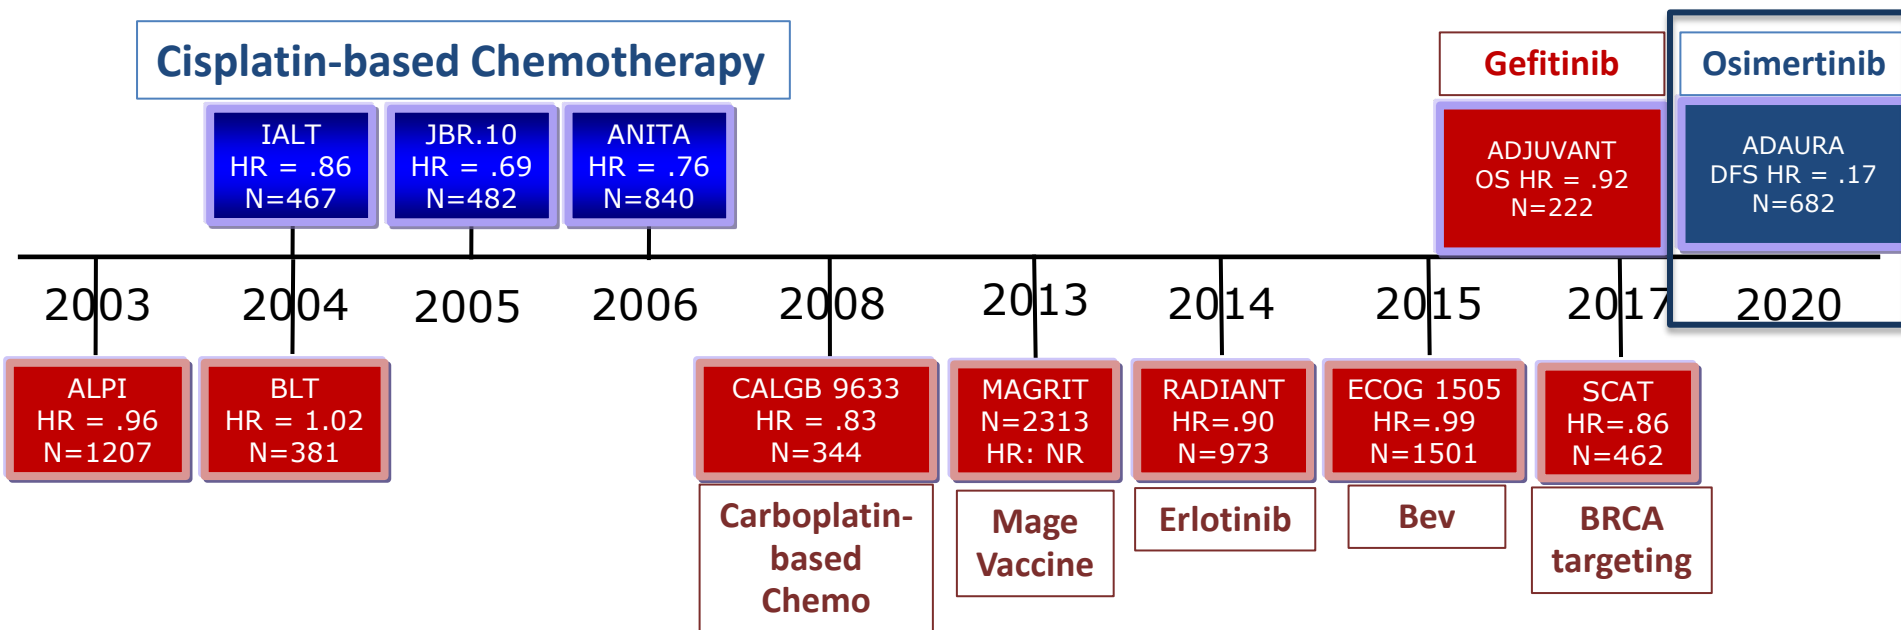 Cisplatin-based Chemotherapy
Gefitinib
Osimertinib
IALT
HR = .86
N=467
JBR.10
HR = .69
N=482
ANITA
HR = .76
N=840
ADJUVANT
OS HR = .92
N=222
ADAURA
DFS HR = .17
N=682
2003
2004
2005
2006
2008
2013
2014
2015
2017
2020
ALPI
HR = .96
N=1207
BLT
HR = 1.02
N=381
CALGB 9633
HR = .83
N=344
MAGRIT
N=2313
HR: NR
RADIANT
HR=.90
N=973
ECOG 1505
HR=.99
N=1501
SCAT
HR=.86
N=462
Carboplatin-
based
Chemo
Mage
Vaccine
Erlotinib
Bev
BRCA
targeting